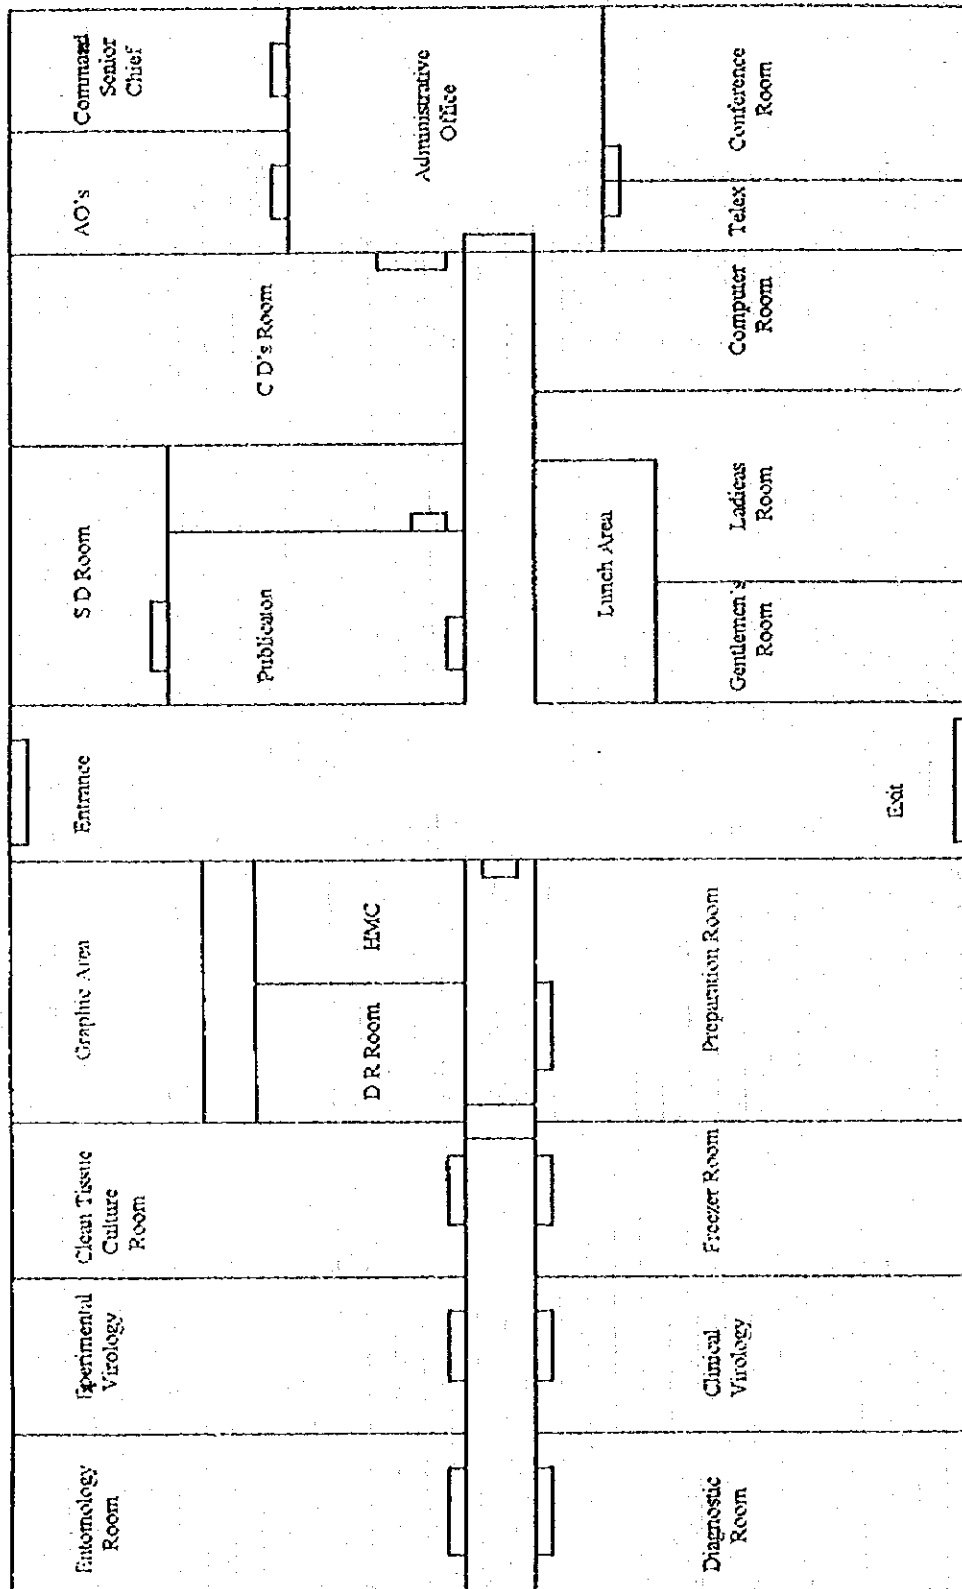 Entomology
Room
Experimental
Virology
Clean Tissue
Culture
Room
Graphic Area
Entrance
S D Room
AO's
Command
Senior
Chief
D R Room
HMC
Publicaton
C D's Room
Administrative
Office
Lunch Area
Diagnostic
Room
Clinical
Virology
Freezer Room
Preparation Room
Exit
Gentlemen's
Room
Ladieas
Room
Computer
Room
Telex
Conference
Room